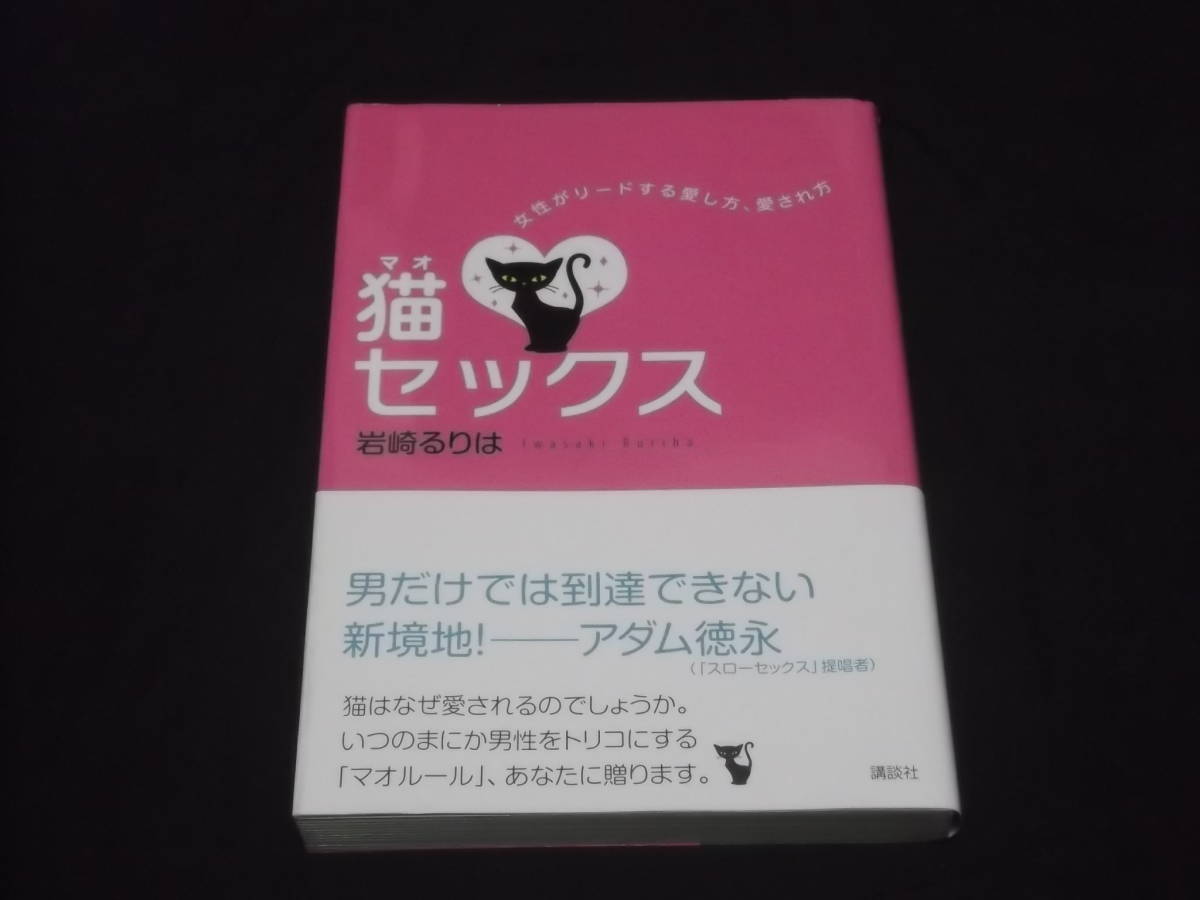 女性がリードする愛し方、愛され方
マオ
猫
セックス
岩崎るりは Iwasaki Ruriha
男だけでは到達できない
新境地!——アダム徳永
(「スローセックス」提唱者)
猫はなぜ愛されるのでしょうか。
いつのまにか男性をトリコにする
「マオルール」、あなたに贈ります。
講談社